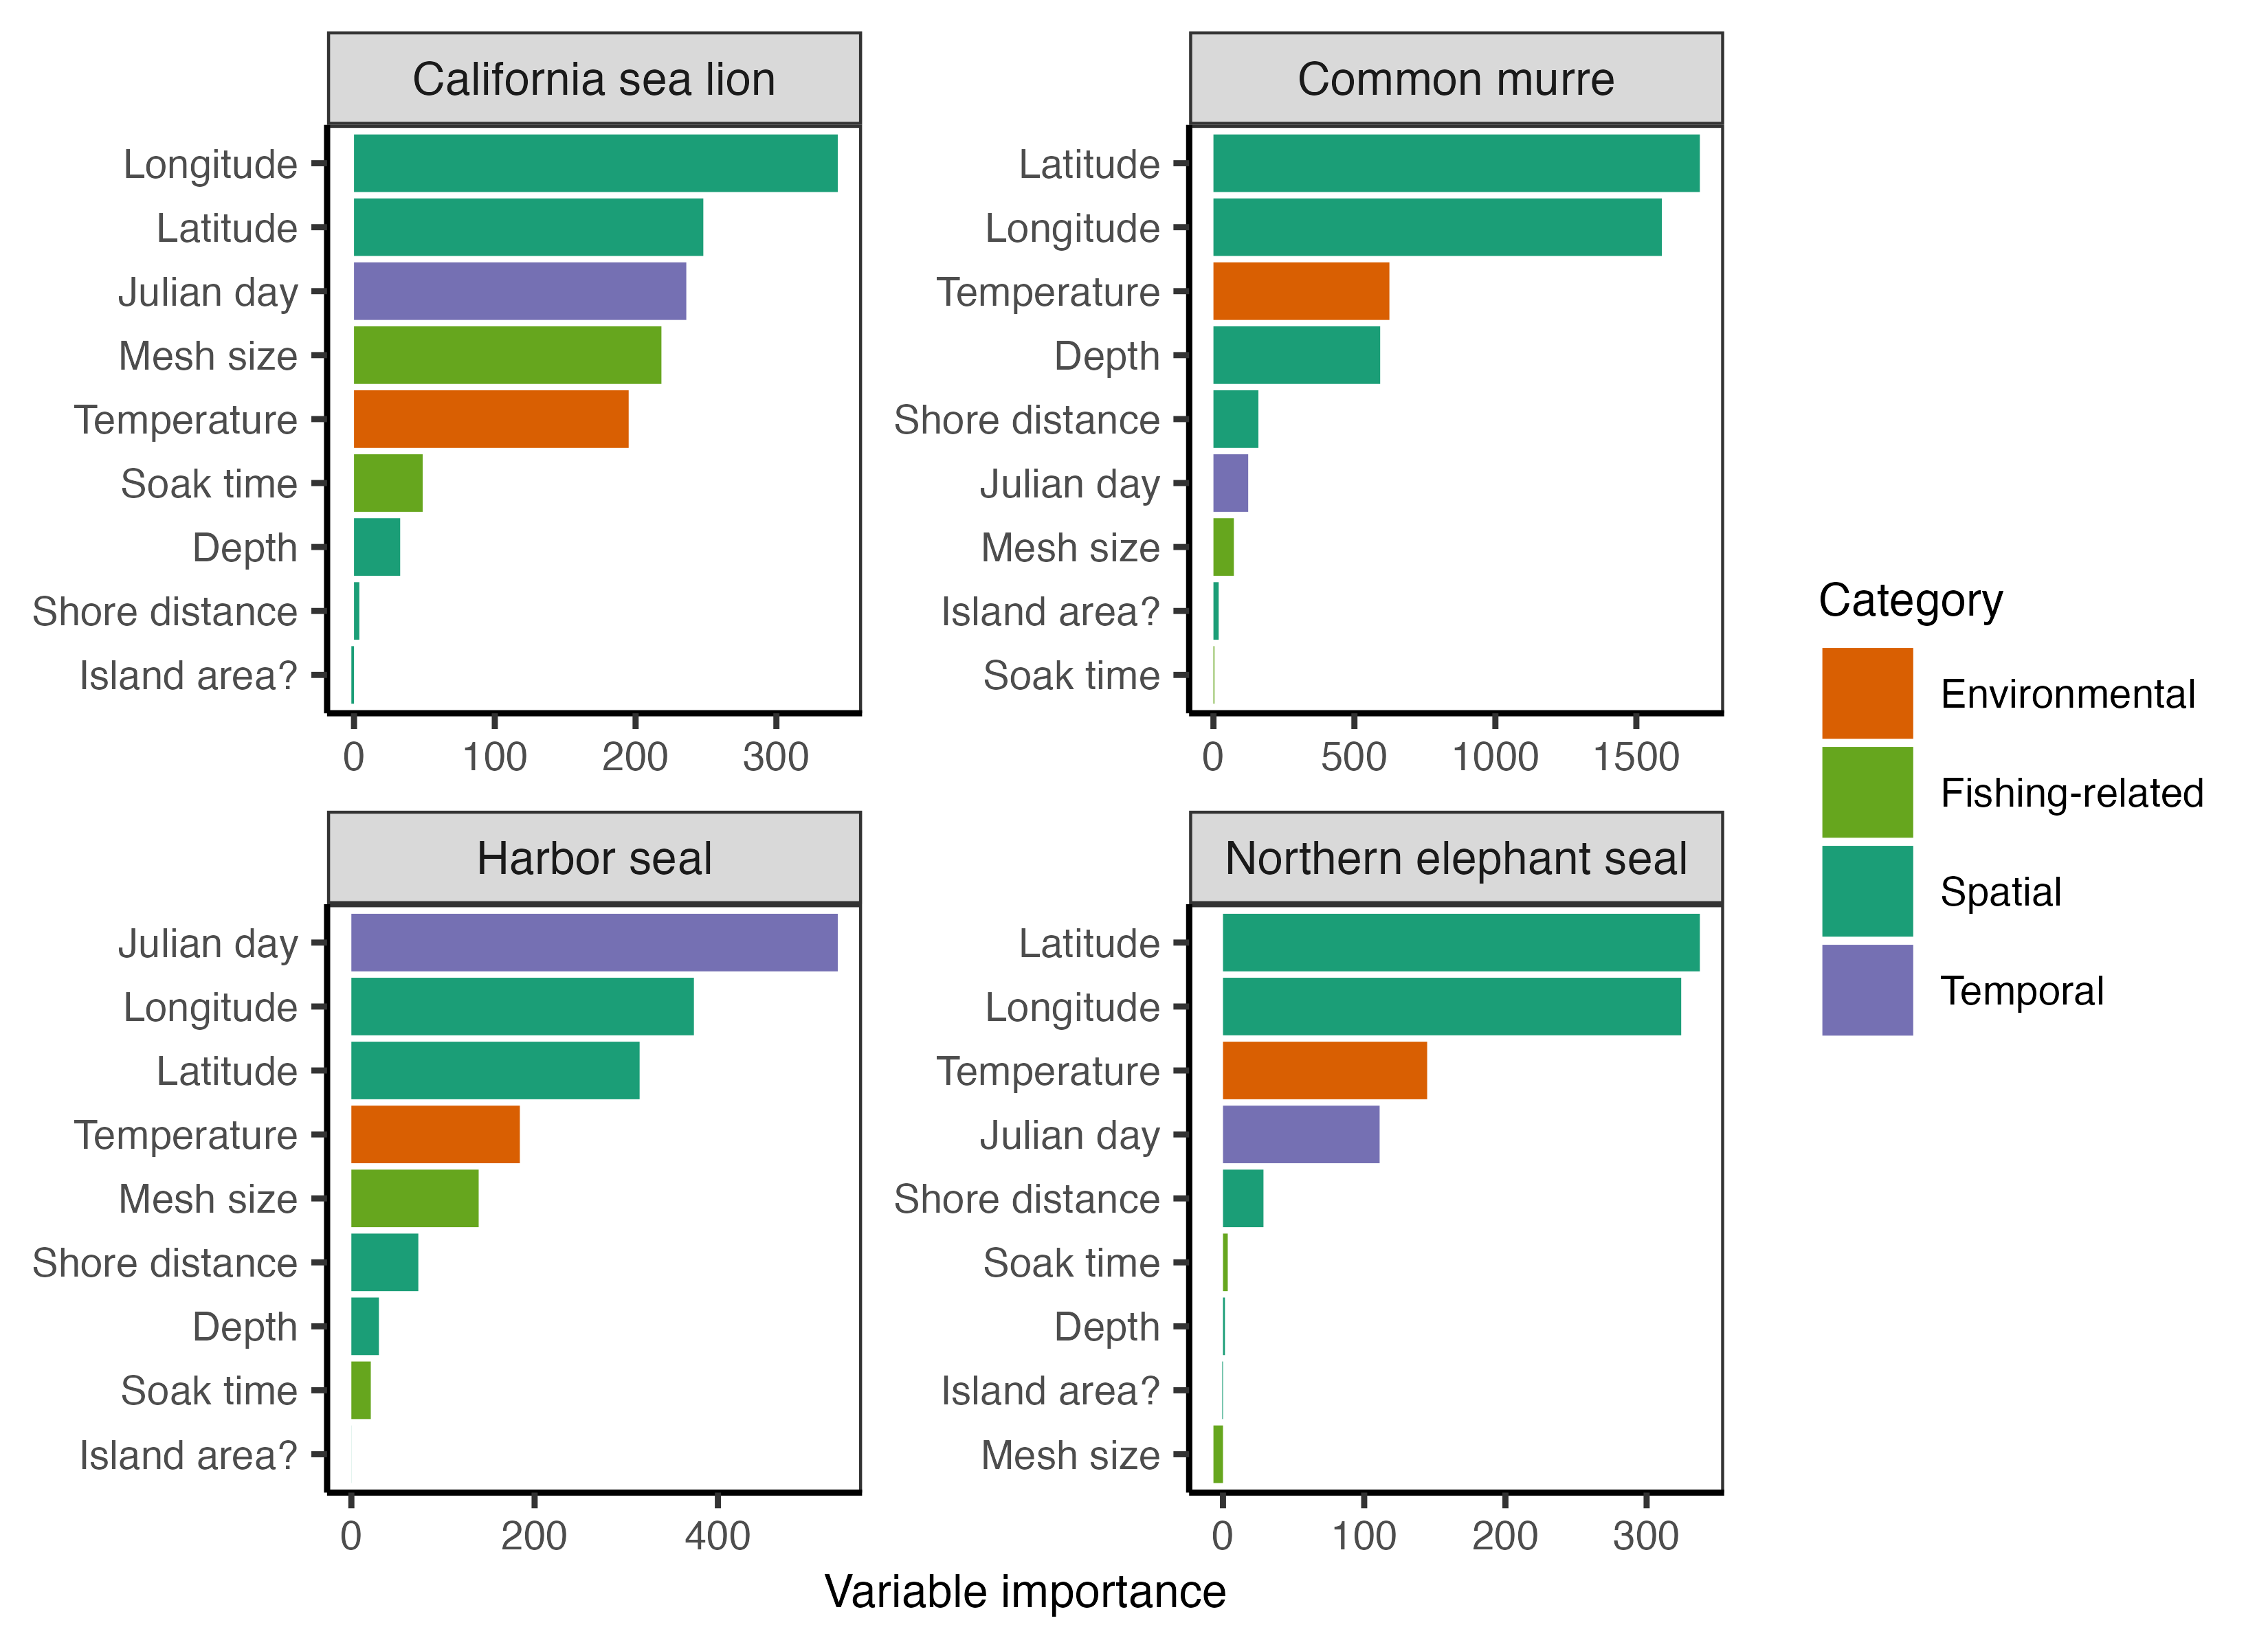 California sea lion
Longitude
Latitude
Julian day
Mesh size
Temperature
Soak time
Depth
Shore distance
Island area?
0 100 200 300
Common murre
Latitude
Longitude
Temperature
Depth
Shore distance
Julian day
Mesh size
Island area?
Soak time
0 500 1000 1500
Harbor seal
Julian day
Longitude
Latitude
Temperature
Mesh size
Shore distance
Depth
Soak time
Island area?
0 200 400
Northern elephant seal
Latitude
Longitude
Temperature
Julian day
Shore distance
Soak time
Depth
Island area?
Mesh size
0 100 200 300
Variable importance
Category
Environmental
Fishing-related
Spatial
Temporal